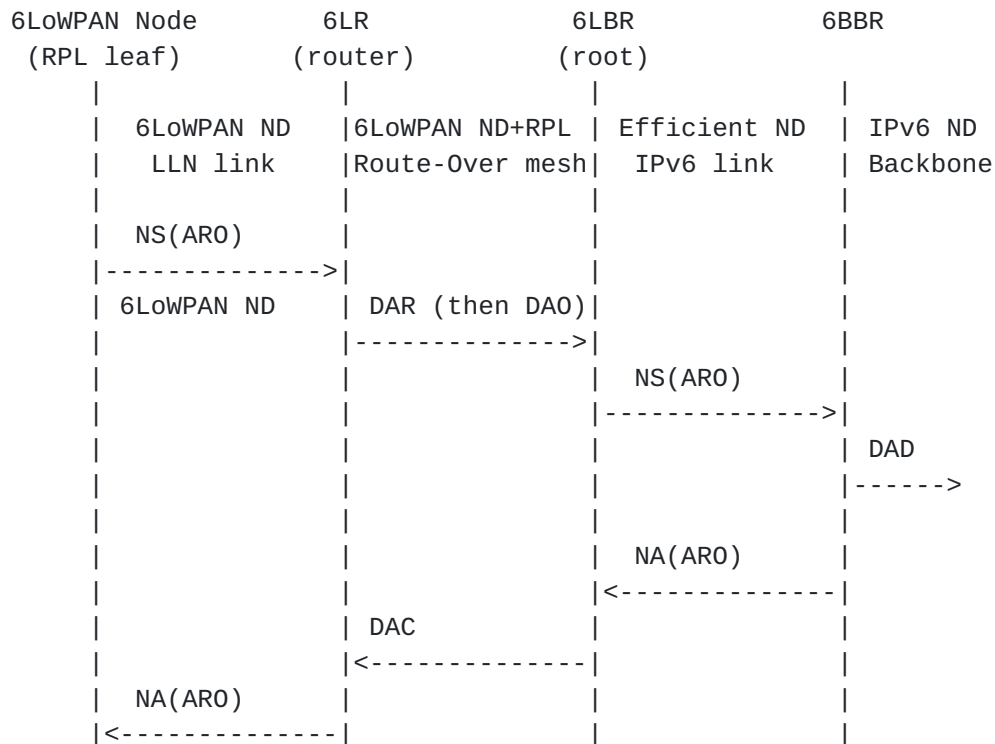 6LoWPAN Node        6LR             6LBR            6BBR
 (RPL leaf)       (router)         (root)
     |               |               |               |
     |  6LoWPAN ND   |6LoWPAN ND+RPL | Efficient ND  | IPv6 ND
     |   LLN link    |Route-Over mesh|  IPv6 link    | Backbone
     |               |               |               |
     |  NS(ARO)      |               |               |
     |-------------->|               |               |
     | 6LoWPAN ND    | DAR (then DAO)|               |
     |               |-------------->|               |
     |               |               |  NS(ARO)      |
     |               |               |-------------->|
     |               |               |               | DAD
     |               |               |               |------>
     |               |               |               |
     |               |               |  NA(ARO)      |
     |               |               |<--------------|
     |               | DAC           |               |
     |               |<--------------|               |
     |  NA(ARO)      |               |               |
     |<--------------|               |               |